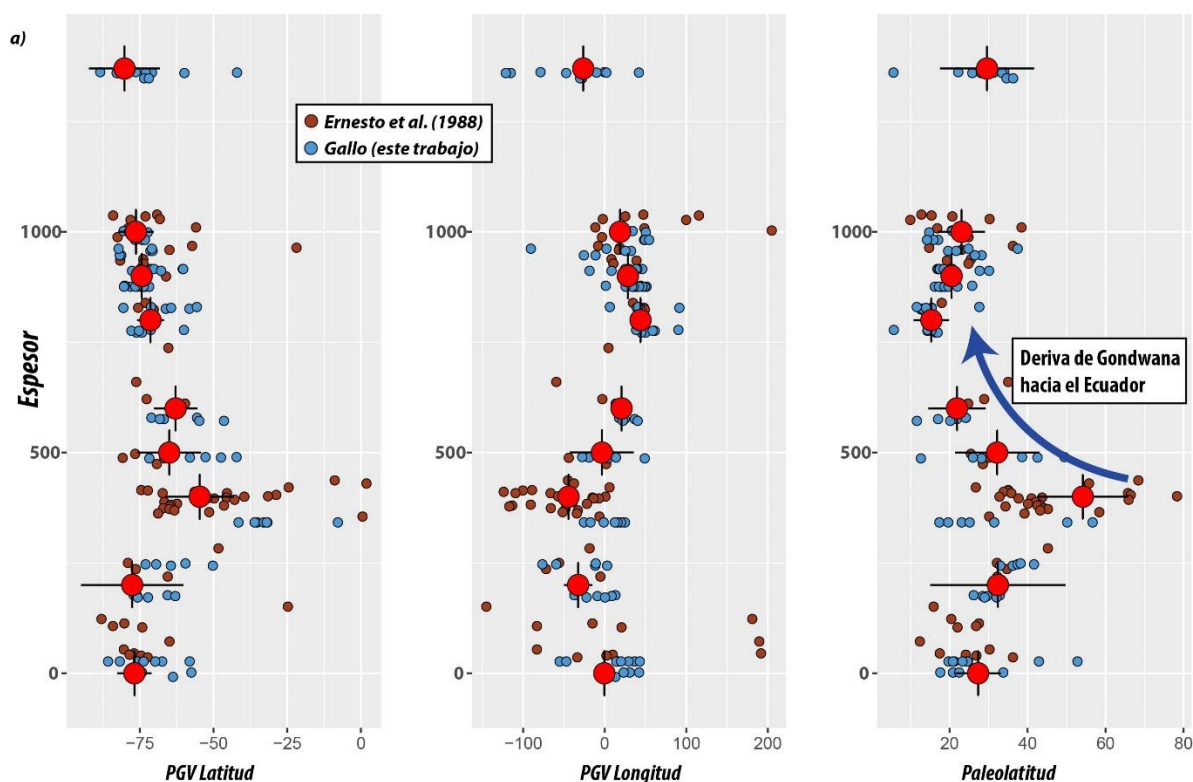 a)
Ernesto et al. (1988)
Gallo (este trabajo)
Deriva de Gondwana
hacia el Ecuador
Espesor
1000
500
0
1000
500
0
1000
500
0
−75 −50 −25 0
−100 0 100 200
20 40 60 80
PGV Latitud
PGV Longitud
Paleolatitud